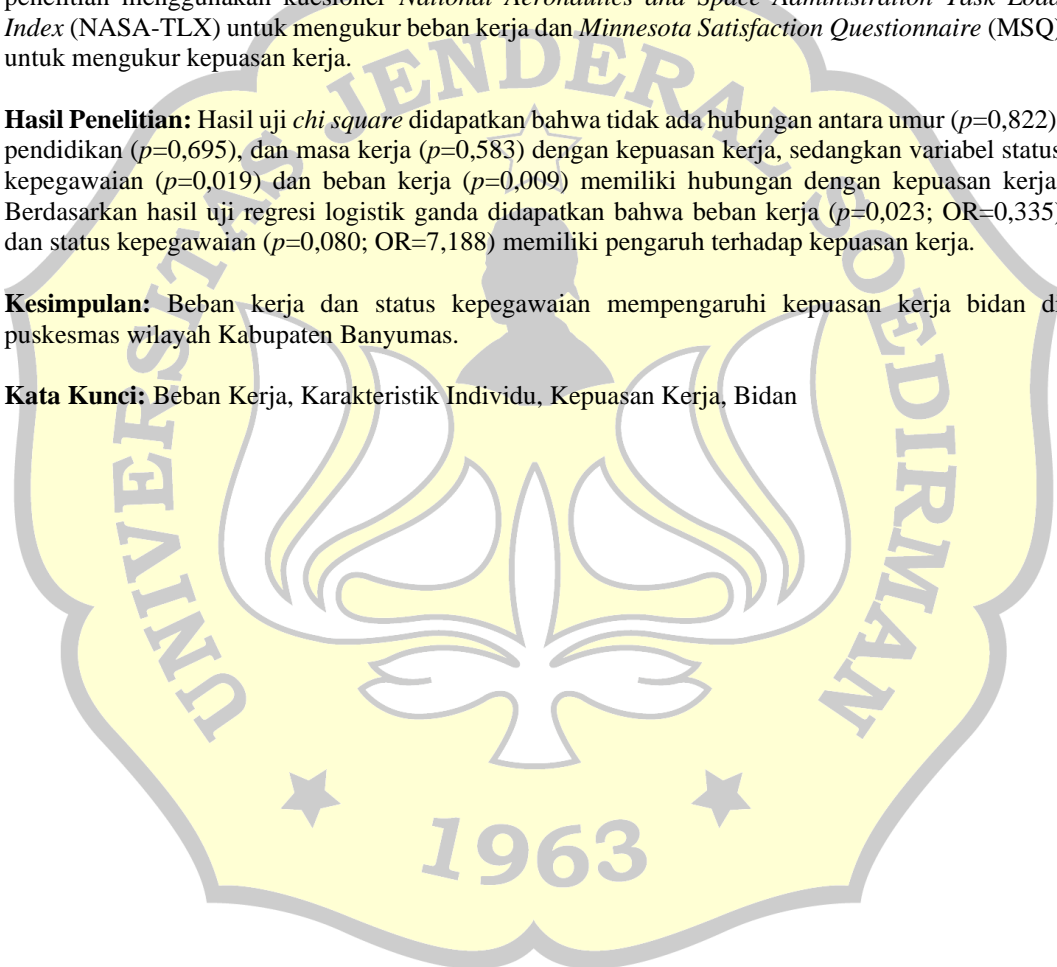 penelitian menggunakan kuesioner National Aeronautics and Space Administration Task Load
Index (NASA-TLX) untuk mengukur beban kerja dan Minnesota Satisfaction Questionnaire (MSQ)
untuk mengukur kepuasan kerja.
Hasil Penelitian: Hasil uji chi square didapatkan bahwa tidak ada hubungan antara umur (p=0,822)
pendidikan (p=0,695), dan masa kerja (p=0,583) dengan kepuasan kerja, sedangkan variabel status
kepegawaian (p=0,019) dan beban kerja (p=0,009) memiliki hubungan dengan kepuasan kerja
Berdasarkan hasil uji regresi logistik ganda didapatkan bahwa beban kerja (p=0,023; OR=0,335)
dan status kepegawaian (p=0,080; OR=7,188) memiliki pengaruh terhadap kepuasan kerja.
Kesimpulan: Beban kerja dan status kepegawaian mempengaruhi kepuasan kerja bidan di
puskesmas wilayah Kabupaten Banyumas.
Kata Kunci: Beban Kerja, Karakteristik Individu, Kepuasan Kerja, Bidan
UNIVERSITAS JENDERAL SOEDIRMAN
1963